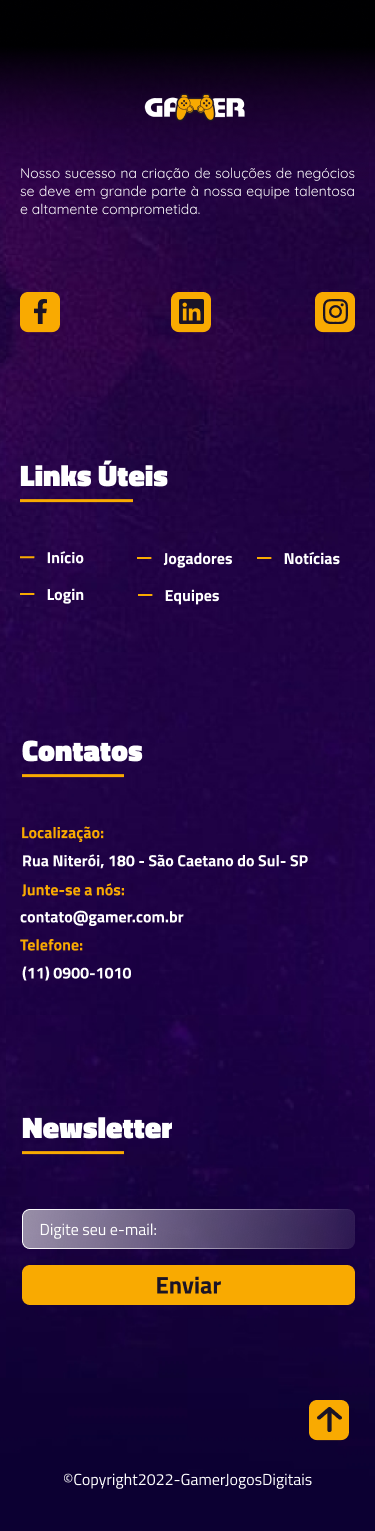 GAMER
Nosso sucesso na criação de soluções de negócios
se deve em grande parte à nossa equipe talentosa
e altamente comprometida.
Links Úteis
Início
Jogadores
Notícias
Login
Equipes
Contatos
Localização:
Rua Niterói, 180 - São Caetano do Sul- SP
Junte-se a nós:
contato@gamer.com.br
Telefone:
(11) 0900-1010
Newsletter
Digite seu e-mail:
Enviar
©Copyright2022-GamerJogosDigitais